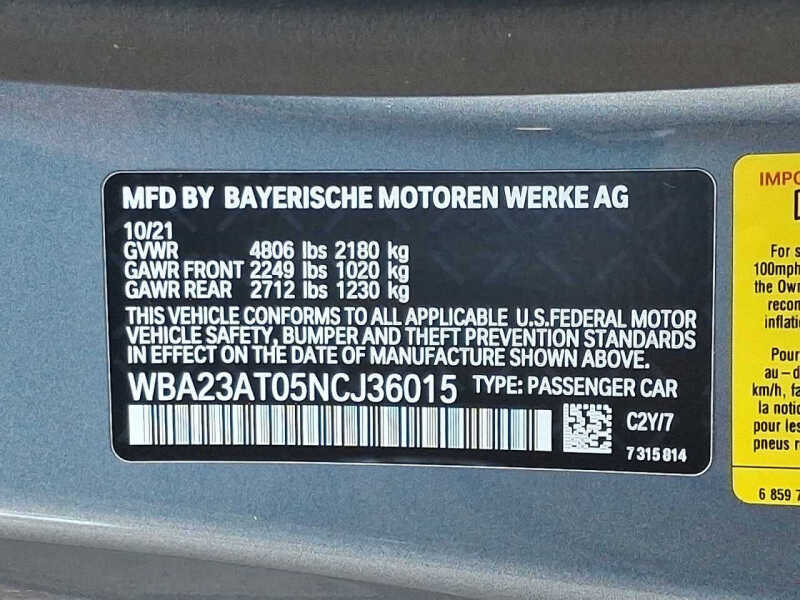 MFD BY BAYERISCHE MOTOREN WERKE AG
10/21
GVWR 4806 lbs 2180 kg
GAWR FRONT 2249 lbs 1020 kg
GAWR REAR 2712 lbs 1230 kg
THIS VEHICLE CONFORMS TO ALL APPLICABLE U.S.FEDERAL MOTOR
VEHICLE SAFETY, BUMPER AND THEFT PREVENTION STANDARDS
IN EFFECT ON THE DATE OF MANUFACTURE SHOWN ABOVE.
WBA23AT05NCJ36015 TYPE: PASSENGER CAR
C2Y/7
7 315 814
IMPO
For s
100mph
the Own
recon
inflati
Pour
au-d
km/h, fa
la notic
pour les
pneus r
6 859 7